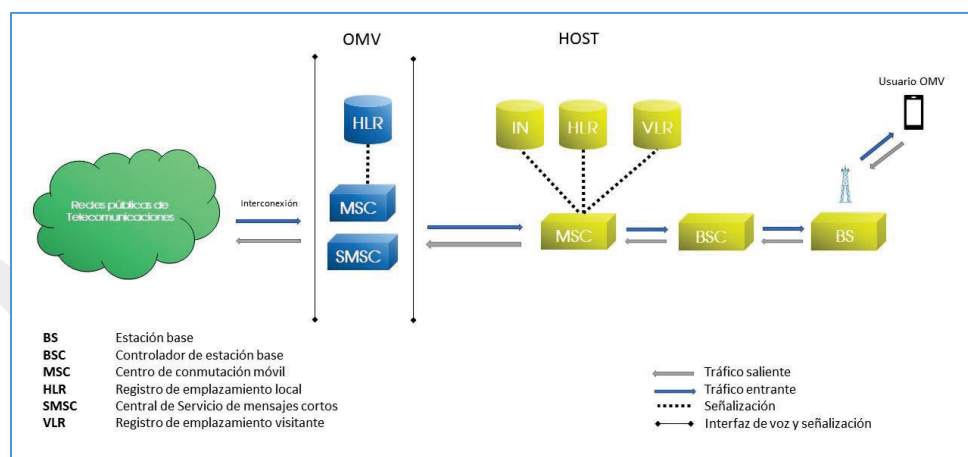 OMV
HOST
Usuario OMV
HLR
IN
HLR
VLR
Redes públicas de
Telecomunicaciones
Interconexión
MSC
SMSC
MSC
BSC
BS
BS Estación base
BSC Controlador de estación base
MSC Centro de conmutación móvil
HLR Registro de emplazamiento local
SMSC Central de Servicio de mensajes cortos
VLR Registro de emplazamiento visitante
Tráfico saliente
Tráfico entrante
Señalización
Interfaz de voz y señalización